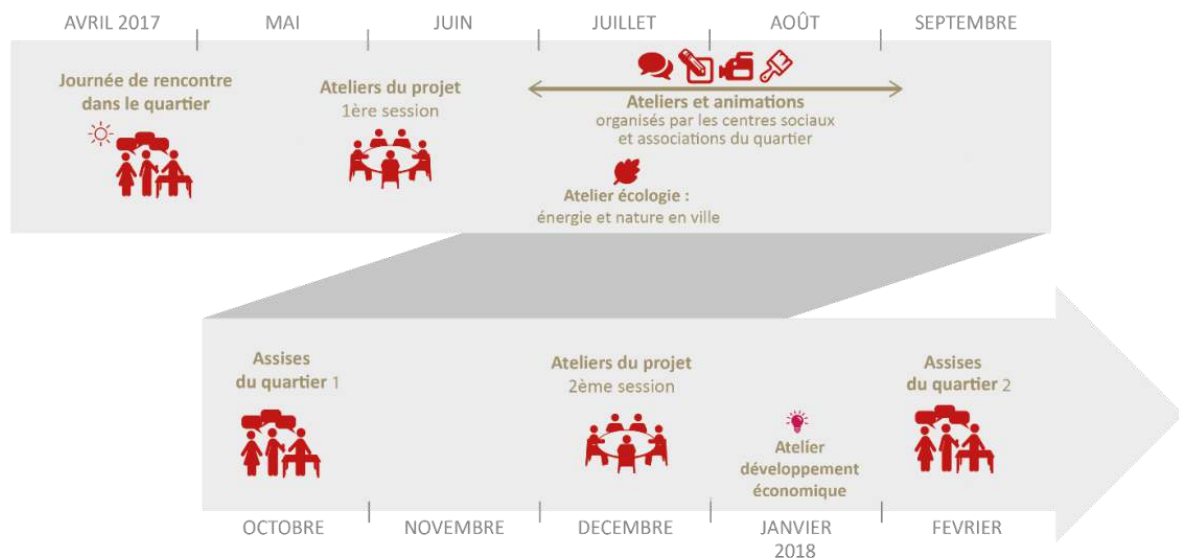 AVRIL 2017
MAI
JUIN
JUILLET
AOÛT
SEPTEMBRE
Journée de rencontre
dans le quartier
Ateliers du projet
1ère session
Ateliers et animations
organisés par les centres sociaux
et associations du quartier
Atelier écologie :
énergie et nature en ville
Assises
du quartier 1
Ateliers du projet
2ème session
Atelier
développement
économique
Assises
du quartier 2
OCTOBRE
NOVEMBRE
DECEMBRE
JANVIER
2018
FEVRIER